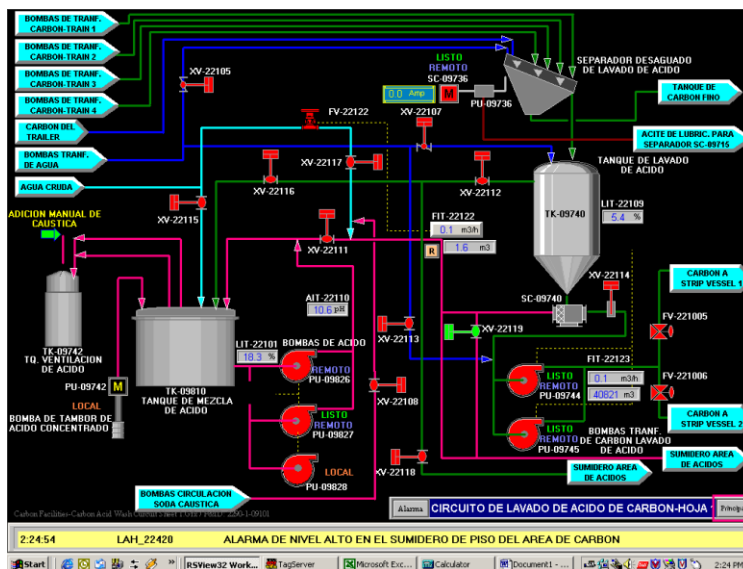 BOMBAS DE TRANF.
CARBON-TRAIN 1
BOMBAS DE TRANF.
CARBON-TRAIN 2
BOMBAS DE TRANF.
CARBON-TRAIN 3
BOMBAS DE TRANF.
CARBON-TRAIN 4
CARBON DEL
TRAILER
BOMBAS TRANF.
DE AGUA
AGUA CRUDA
XV-22105
FV-22122
LISTO
REMOTO
SC-09736
0.0 Amp
M
PU-09736
SEPARADOR DESAGUADO
DE LAVADO DE ACIDO
TANQUE DE
CARBON FINO
ACITE DE LUBRIC. PARA
SEPARADOR SC-09715
XV-22107
XV-22117
XV-22116
XV-22112
TANQUE DE LAVADO
DE ACIDO
TK-09740
LIT-22109
5.4 %
XV-22115
ADICION MANUAL DE
CAUSTICA
XV-22111
FIT-22122
0.1 m3/h
R
1.6 m3
XV-22114
SC-09740
CARBON A
STRIP VESSEL 1
FV-221005
TK-09742
TQ. VENTILACION
DE ACIDO
AIT-22110
10.6 pH
LIT-22101
18.3 %
BOMBAS DE ACIDO
XV-22113
XV-22119
FIT-22123
0.1 m3/h
40821 m3
FV-221006
PU-09742
M
LOCAL
BOMBA DE TAMBOR DE
ACIDO CONCENTRADO
TK-09810
TANQUE DE MEZCLA
DE ACIDO
REMOTO
PU-09826
LISTO
REMOTO
PU-09827
LOCAL
PU-09828
XV-22108
LISTO
REMOTO
PU-09744
LISTO
REMOTO
PU-09745
BOMBAS TRANF.
DE CARBON LAVADO
DE ACIDO
CARBON A
STRIP VESSEL 2
SUMIDERO AREA
DE ACIDOS
SUMIDERO AREA
DE ACIDOS
XV-22118
BOMBAS CIRCULACION
SODA CAUSTICA
Alarma
CIRCUITO DE LAVADO DE ACIDO DE CARBON-HOJA 1
Principa
2:24:54 LAH_22420 ALARMA DE NIVEL ALTO EN EL SUMIDERO DE PISO DEL AREA DE CARBON
Start
RSView32 Work...
TagServer
Microsoft Exc...
Calculator
Document1 - ...
2:24 PM